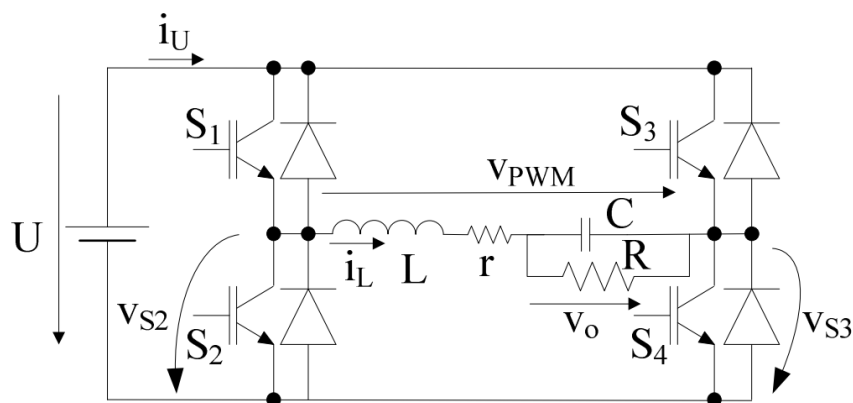 i_U
S_1
S_3
v_PWM
C
U
R
i_L
L
r
v_S2
v_o
v_S3
S_2
S_4